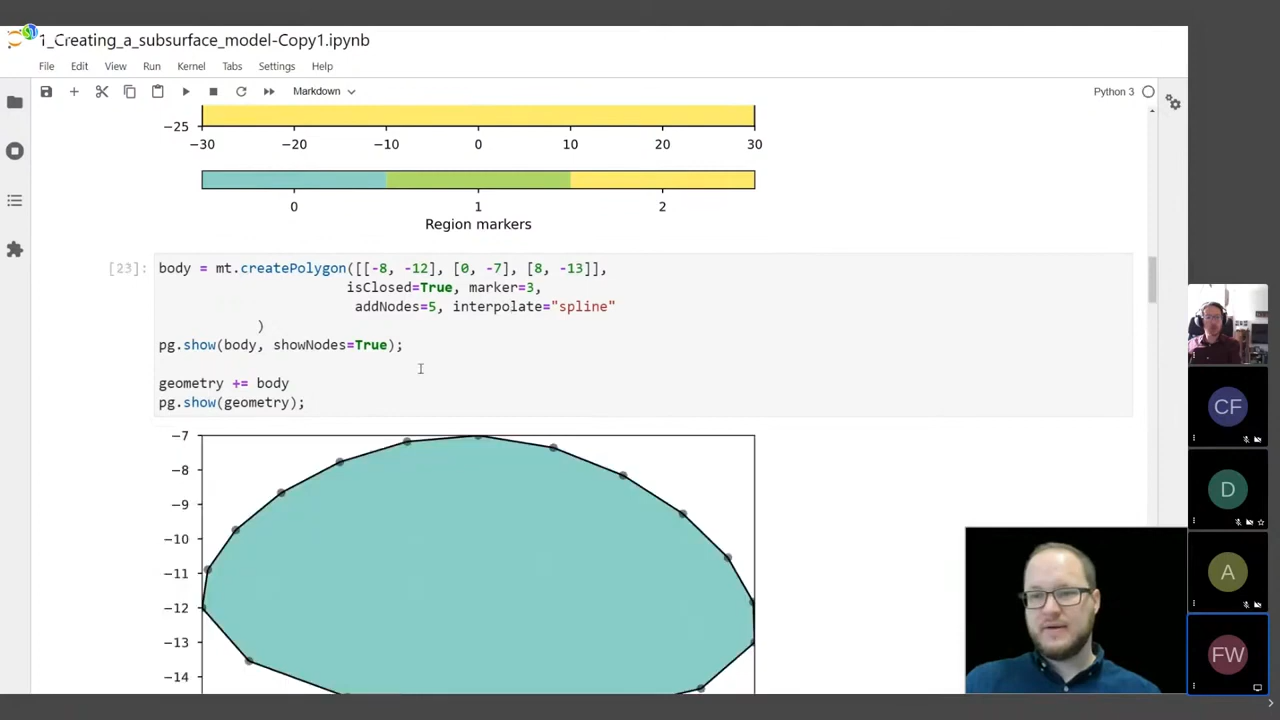 1_Creating_a_subsurface_model-Copy1.ipynb
File Edit View Run Kernel Tabs Settings Help
Markdown Python 3
−25
−30 −20 −10 0 10 20 30
0 1 2
Region markers
[23]: body = mt.createPolygon([[-8, -12], [0, -7], [8, -13]],
isClosed=True, marker=3,
addNodes=5, interpolate="spline"
)
pg.show(body, showNodes=True);
geometry += body
pg.show(geometry);
−7
−8
−9
−10
−11
−12
−13
−14
CF
D
A
FW